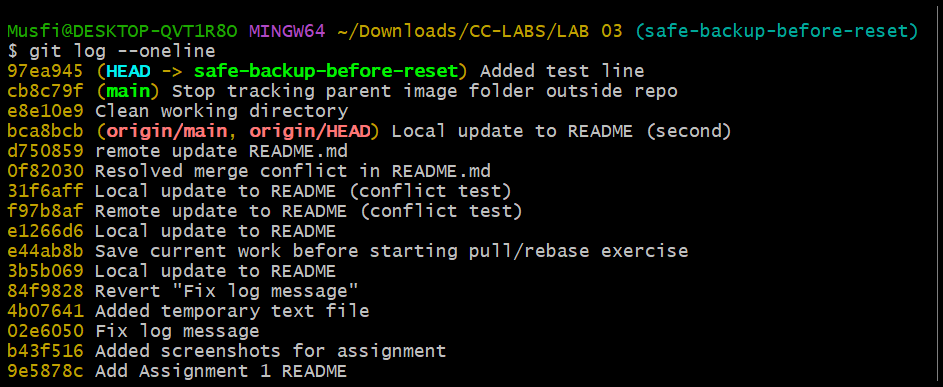 Musfi@DESKTOP-QVT1R8O MINGW64 ~/Downloads/CC-LABS/LAB 03 (safe-backup-before-reset)
$ git log --oneline
97ea945 (HEAD -> safe-backup-before-reset) Added test line
cb8c79f (main) Stop tracking parent image folder outside repo
e8e10e9 Clean working directory
bca8bcb (origin/main, origin/HEAD) Local update to README (second)
d750859 remote update README.md
0f82030 Resolved merge conflict in README.md
31f6aff Local update to README (conflict test)
f97b8af Remote update to README (conflict test)
e1266d6 Local update to README
e44ab8b Save current work before starting pull/rebase exercise
3b5b069 Local update to README
84f9828 Revert "Fix log message"
4b07641 Added temporary text file
02e6050 Fix log message
b43f516 Added screenshots for assignment
9e5878c Add Assignment 1 README